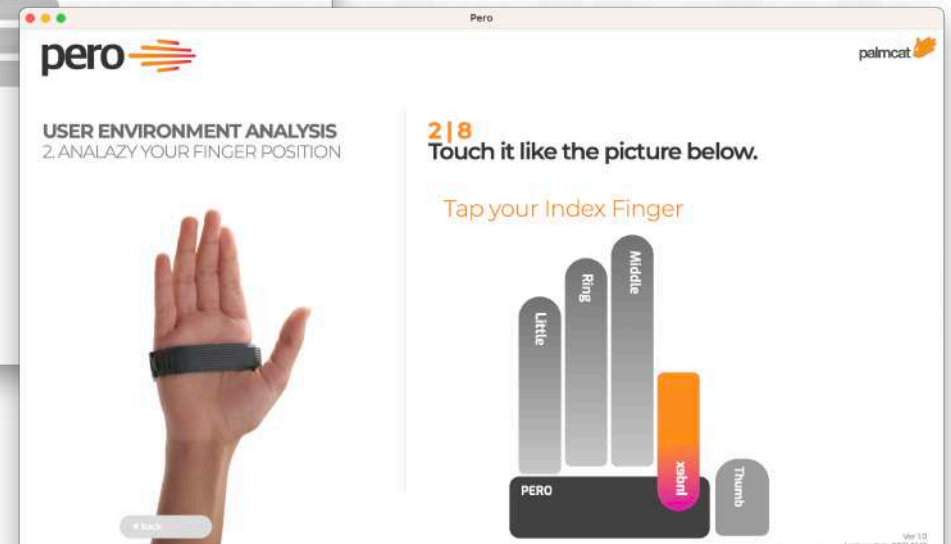 Pero
pero
palmcat
USER ENVIRONMENT ANALYSIS
2. ANALAZY YOUR FINGER POSITION
2 | 8
Touch it like the picture below.
Tap your Index Finger
Middle
Ring
Little
Index
Thumb
PERO
back
Ver 1.0